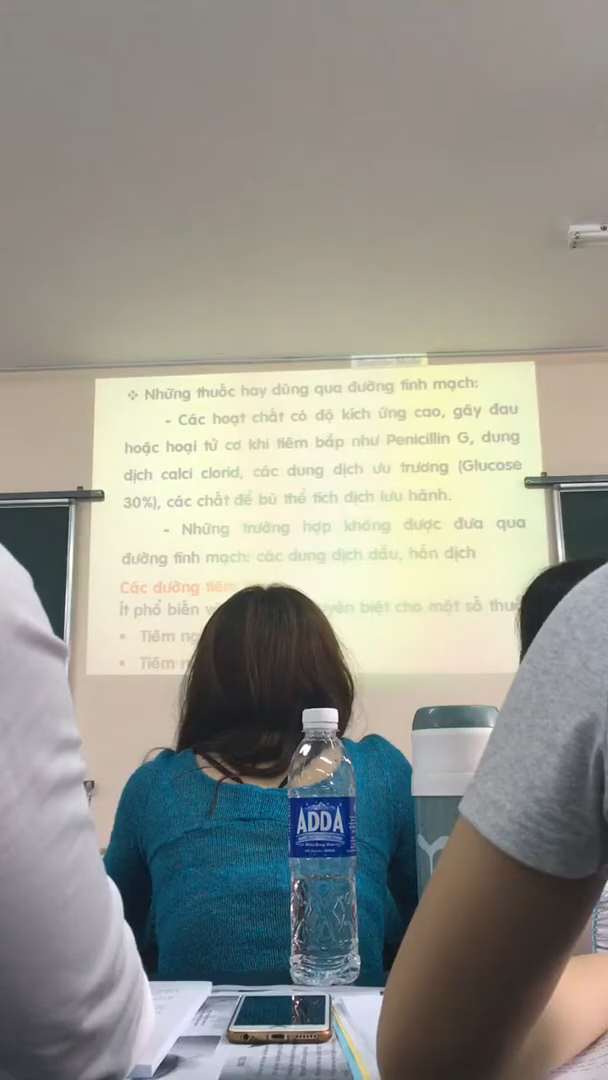 ❖ Những thuốc hay dùng qua đường tĩnh mạch:
- Các hoạt chất có độ kích ứng cao, gây đau
hoặc hoại tử cơ khi tiêm bắp như Penicillin G, dung
dịch calci clorid, các dung dịch ưu trương (Glucose
30%), các chất để bù thể tích dịch lưu hành.
- Những trường hợp không được đưa qua
đường tĩnh mạch: các dung dịch dầu, hỗn dịch
Các đường tiêm
Ít phổ biến biệt cho một số
▪ Tiêm
▪ Tiêm
ADDA